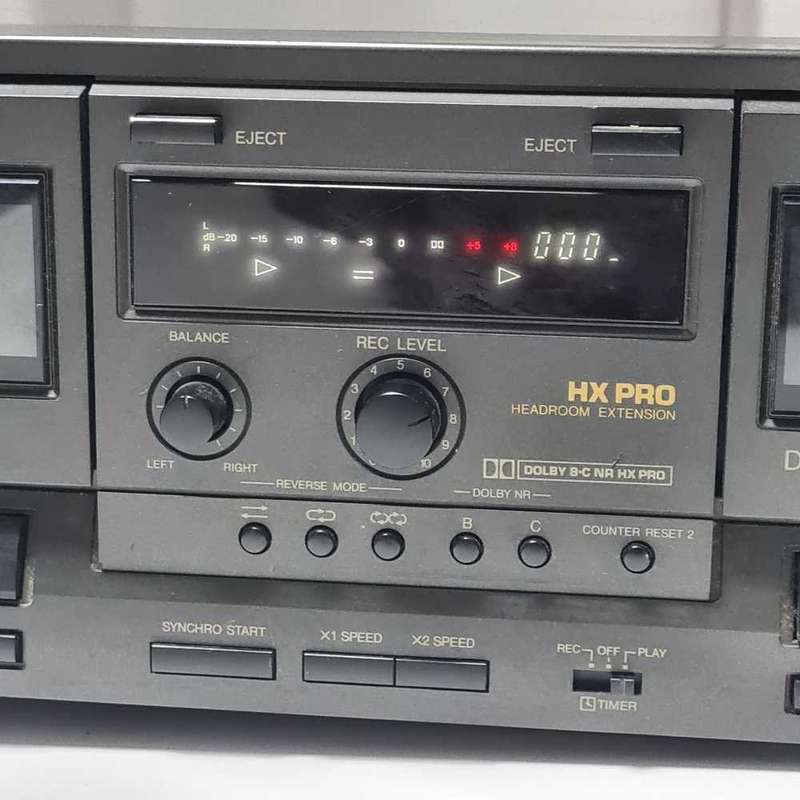 EJECT
EJECT
L
dB -20 -15 -10 -6 -3 0 +5 +8 000
R
BALANCE
LEFT RIGHT
REC LEVEL
1 2 3 4 5 6 7 8 9 10
HX PRO
HEADROOM EXTENSION
DOLBY B·C NR HX PRO
D
REVERSE MODE
DOLBY NR
B C COUNTER RESET 2
SYNCHRO START
X1 SPEED X2 SPEED
REC OFF PLAY
TIMER